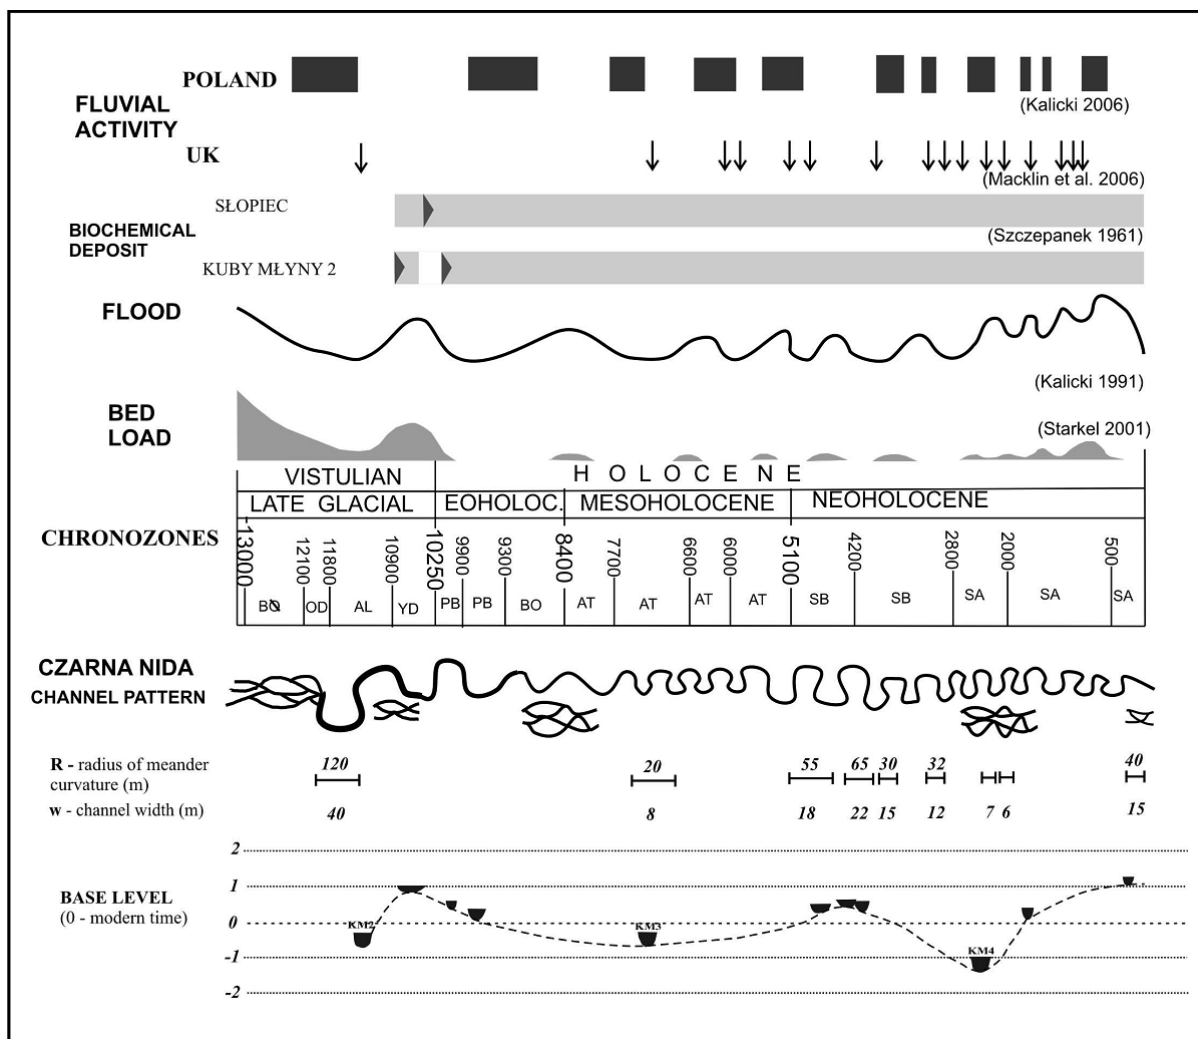 POLAND
FLUVIAL
ACTIVITY
(Kalicki 2006)
UK
(Macklin et al. 2006)
SŁOPIEC
BIOCHEMICAL
DEPOSIT
(Szczepanek 1961)
KUBY MŁYNY 2
FLOOD
(Kalicki 1991)
BED
LOAD
(Starkel 2001)
VISTULIAN HOLOCENE
LATE GLACIAL EOHOLOC. MESOHOLOCENE NEOHOLOCENE
CHRONOZONES
13000 12100 11800 10900 10250 9900 9300 8400 7700 6600 6000 5100 4200 2800 2000 500
BØ OD AL YD PB PB BO AT AT AT AT SB SB SA SA SA
CZARNA NIDA
CHANNEL PATTERN
R - radius of meander
curvature (m)
120 20 55 65 30 32 40
w - channel width (m)
40 8 18 22 15 12 7 6 15
2
1
BASE LEVEL
(0 - modern time)
0
KM2 KM3 KM4
-1
-2